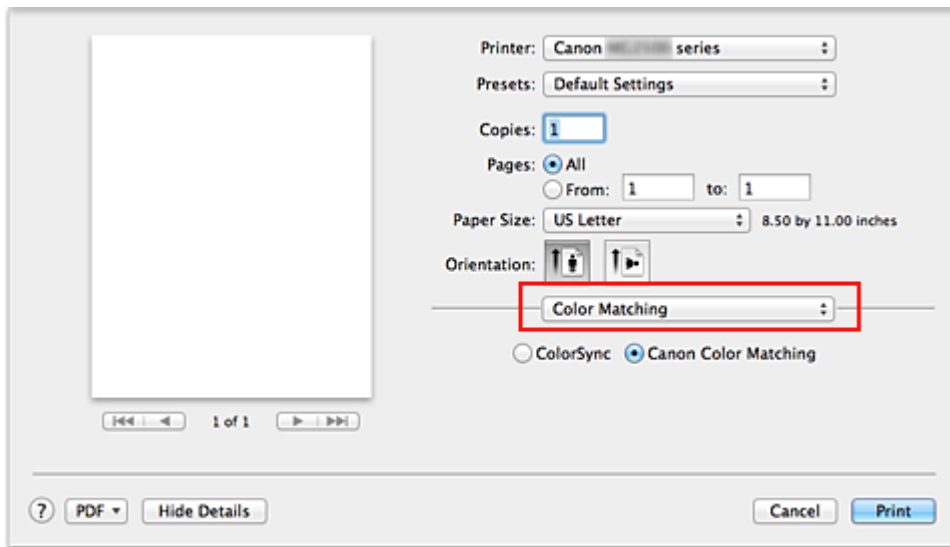 Printer: Canon series
Presets: Default Settings
Copies: 1
Pages: All
From: 1 to: 1
Paper Size: US Letter 8.50 by 11.00 inches
Orientation:
Color Matching
ColorSync Canon Color Matching
1 of 1
? PDF Hide Details Cancel Print